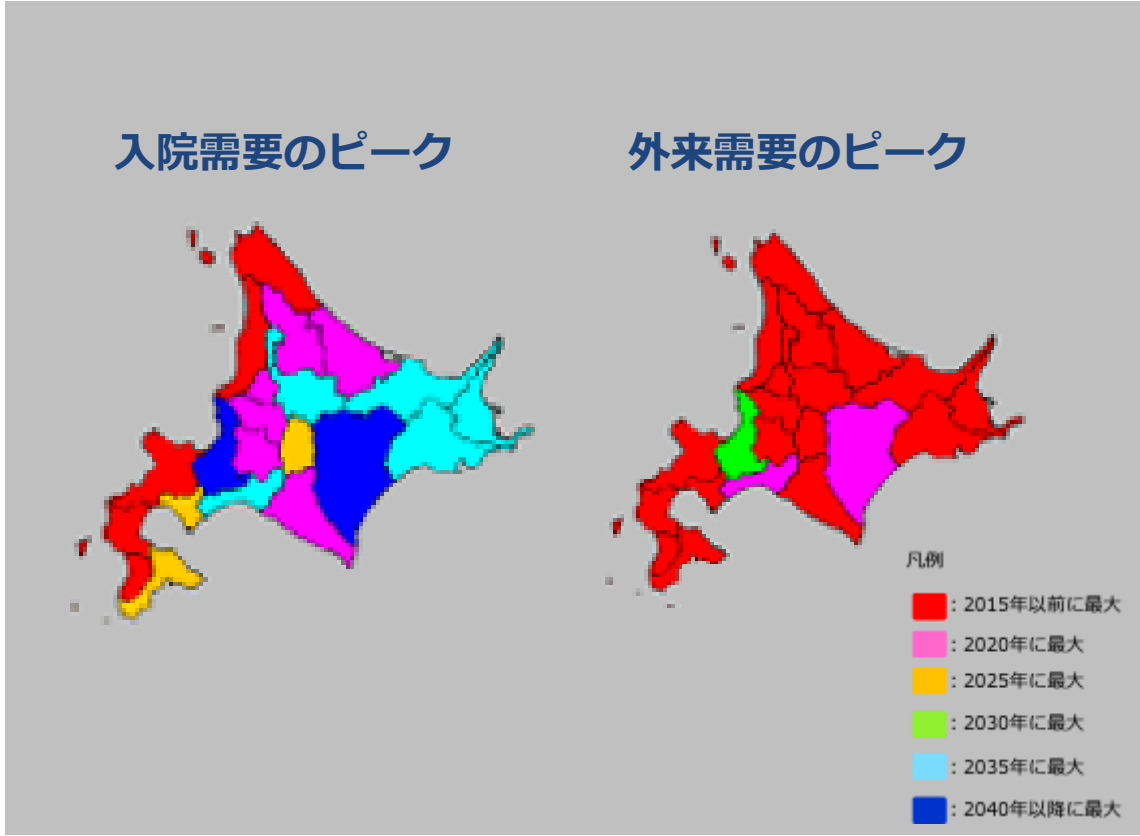 入院需要のピーク
外来需要のピーク
凡例
：2015年以前に最大
：2020年に最大
：2025年に最大
：2030年に最大
：2035年に最大
：2040年以降に最大